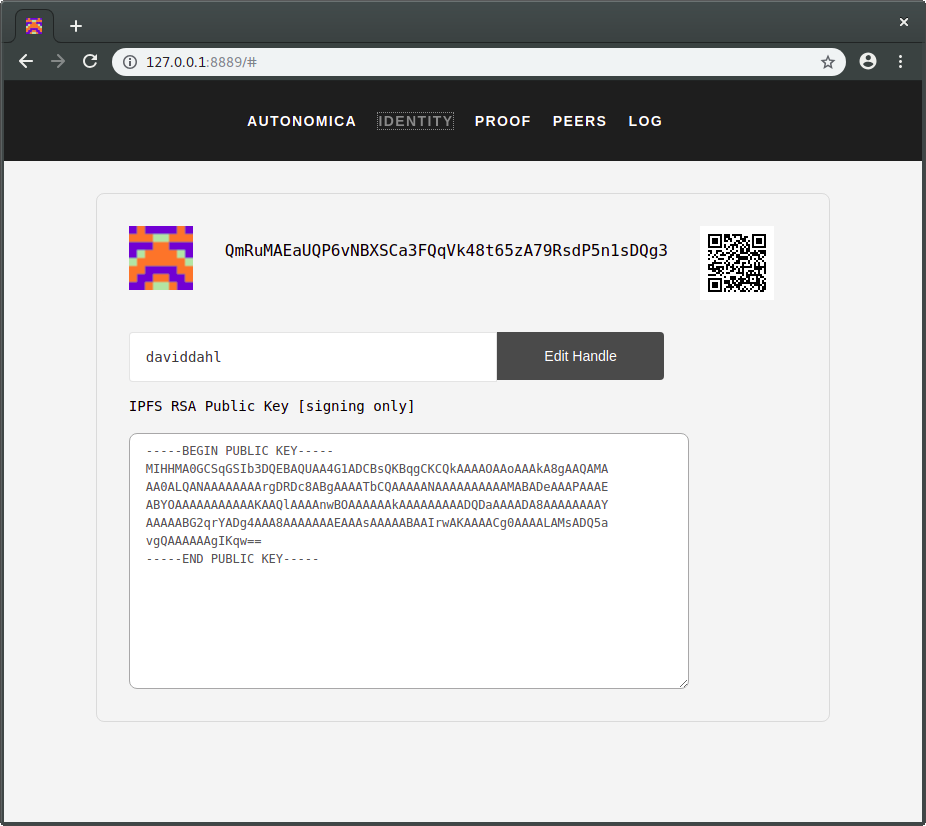 127.0.0.1:8889/#
AUTONOMICA IDENTITY PROOF PEERS LOG
QmRuMAEaUQP6vNBXSCa3FQqVk48t65zA79RsdP5n1sDQg3
daviddahl
Edit Handle
IPFS RSA Public Key [signing only]
-----BEGIN PUBLIC KEY-----
MIHHMA0GCSqGSIb3DQEBAQUAA4G1ADCBsQKBqgCKCQkAAAAOAAoAAAkA8gAAQAMA
AA0ALQANAAAAAAAArgDRDc8ABgAAAATbCQAAAAANAAAAAAAAAAMABADeAAAPAAAE
ABYOAAAAAAAAAAAKAAQlAAAAnwBOAAAAAAkAAAAAAAAADQDaAAAADA8AAAAAAAAY
AAAAABG2qrYADg4AAA8AAAAAAAEAAAsAAAAABAAIrwAKAAAACg0AAAALAMsADQ5a
vgQAAAAAAgIKqw==
-----END PUBLIC KEY-----